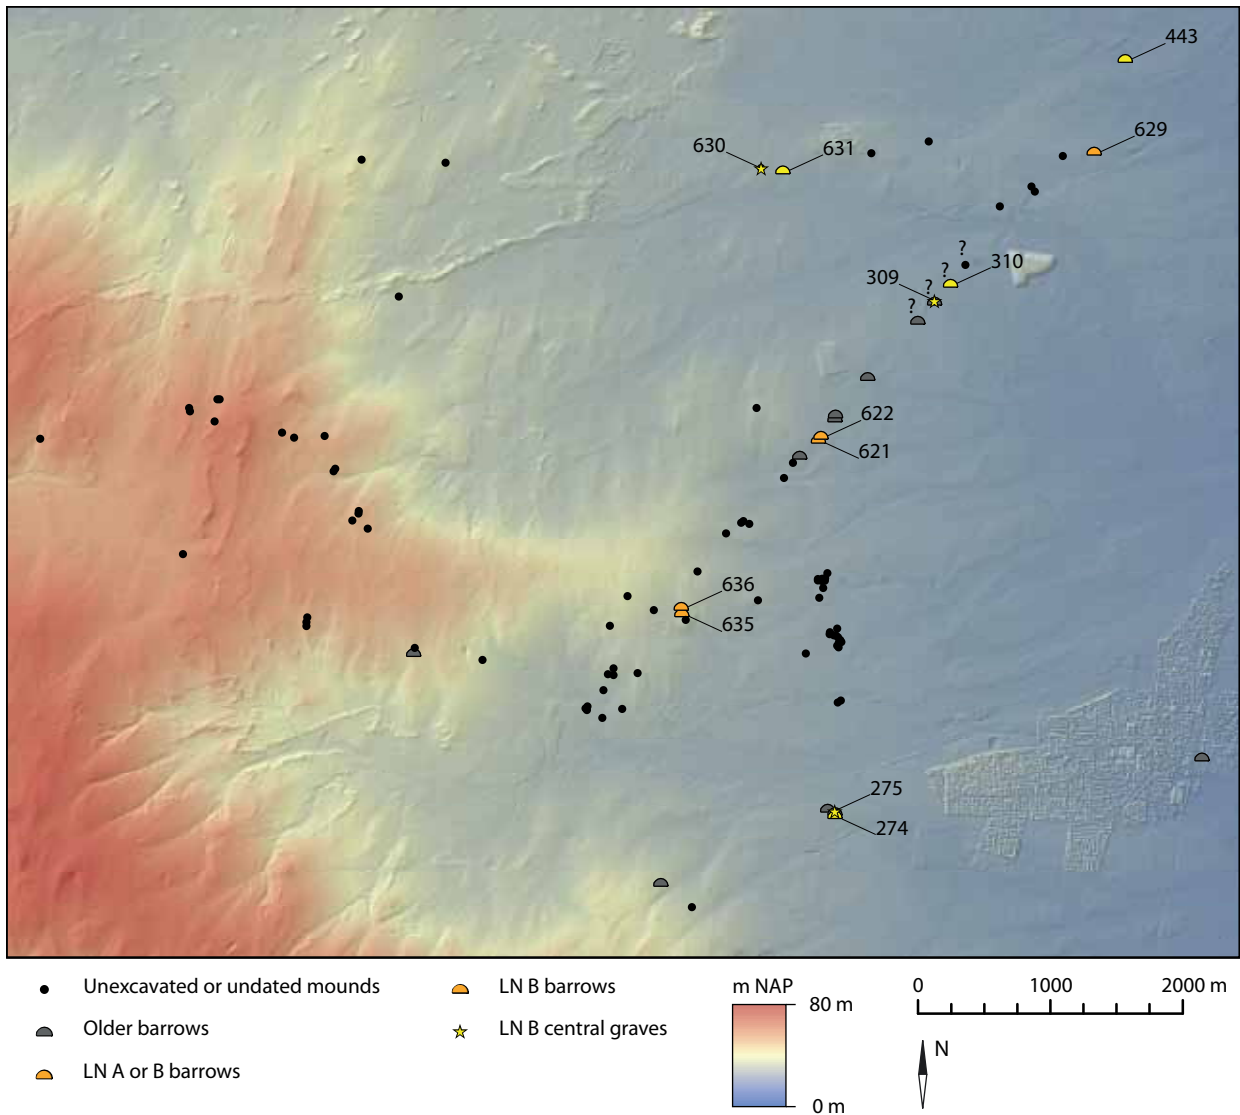 443
629
630
631
?
310
?
309
?
?
622
621
636
635
275
274
Unexcavated or undated mounds
Older barrows
LN A or B barrows
LN B barrows
LN B central graves
m NAP
80 m
0 m
0 1000 2000 m
N